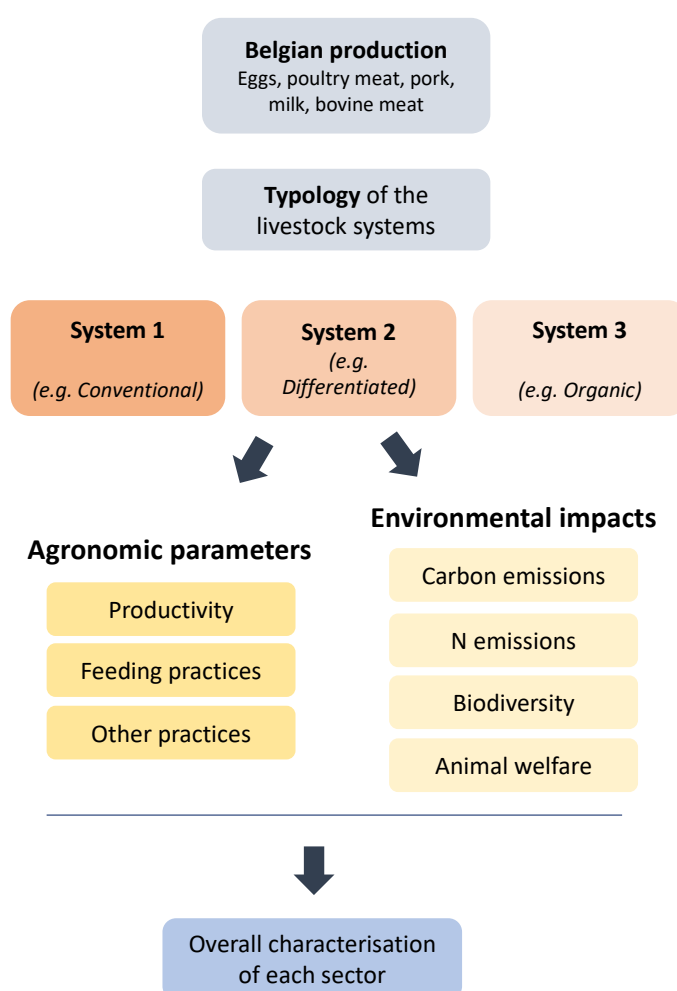 Belgian production
Eggs, poultry meat, pork,
milk, bovine meat
Typology of the
livestock systems
System 1
(e.g. Conventional)
System 2
(e.g.
Differentiated)
System 3
(e.g. Organic)
Agronomic parameters
Productivity
Feeding practices
Other practices
Environmental impacts
Carbon emissions
N emissions
Biodiversity
Animal welfare
Overall characterisation
of each sector